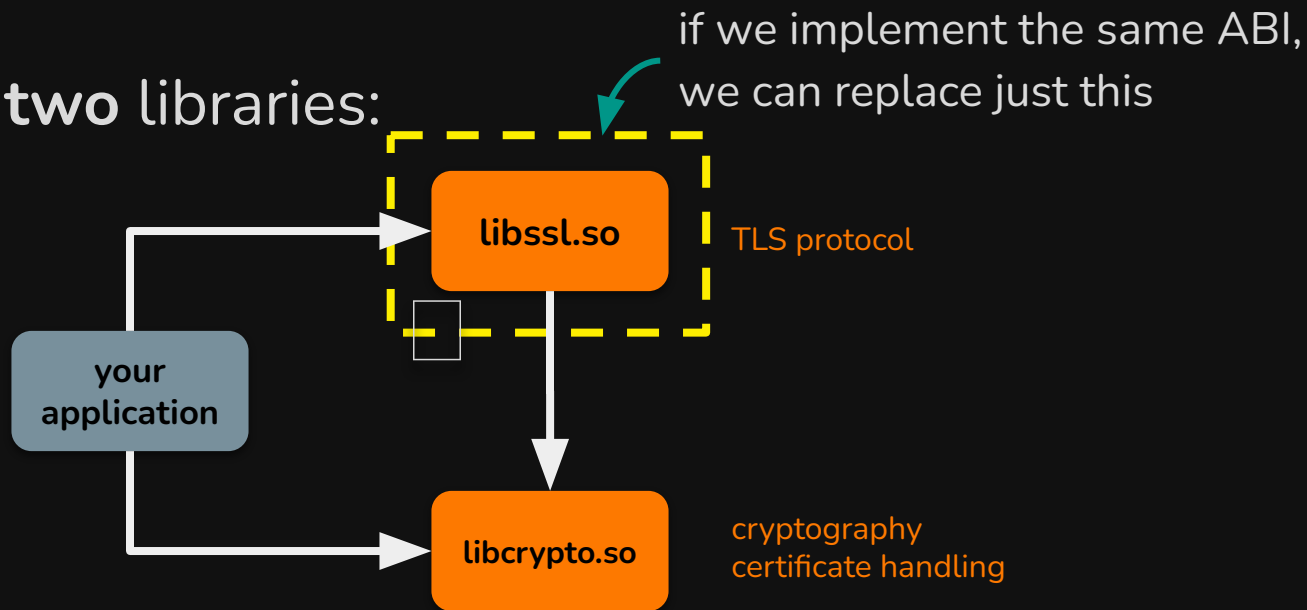 if we implement the same ABI,
we can replace just this
two libraries:
libssl.so
TLS protocol
your
application
libcrypto.so
cryptography
certificate handling